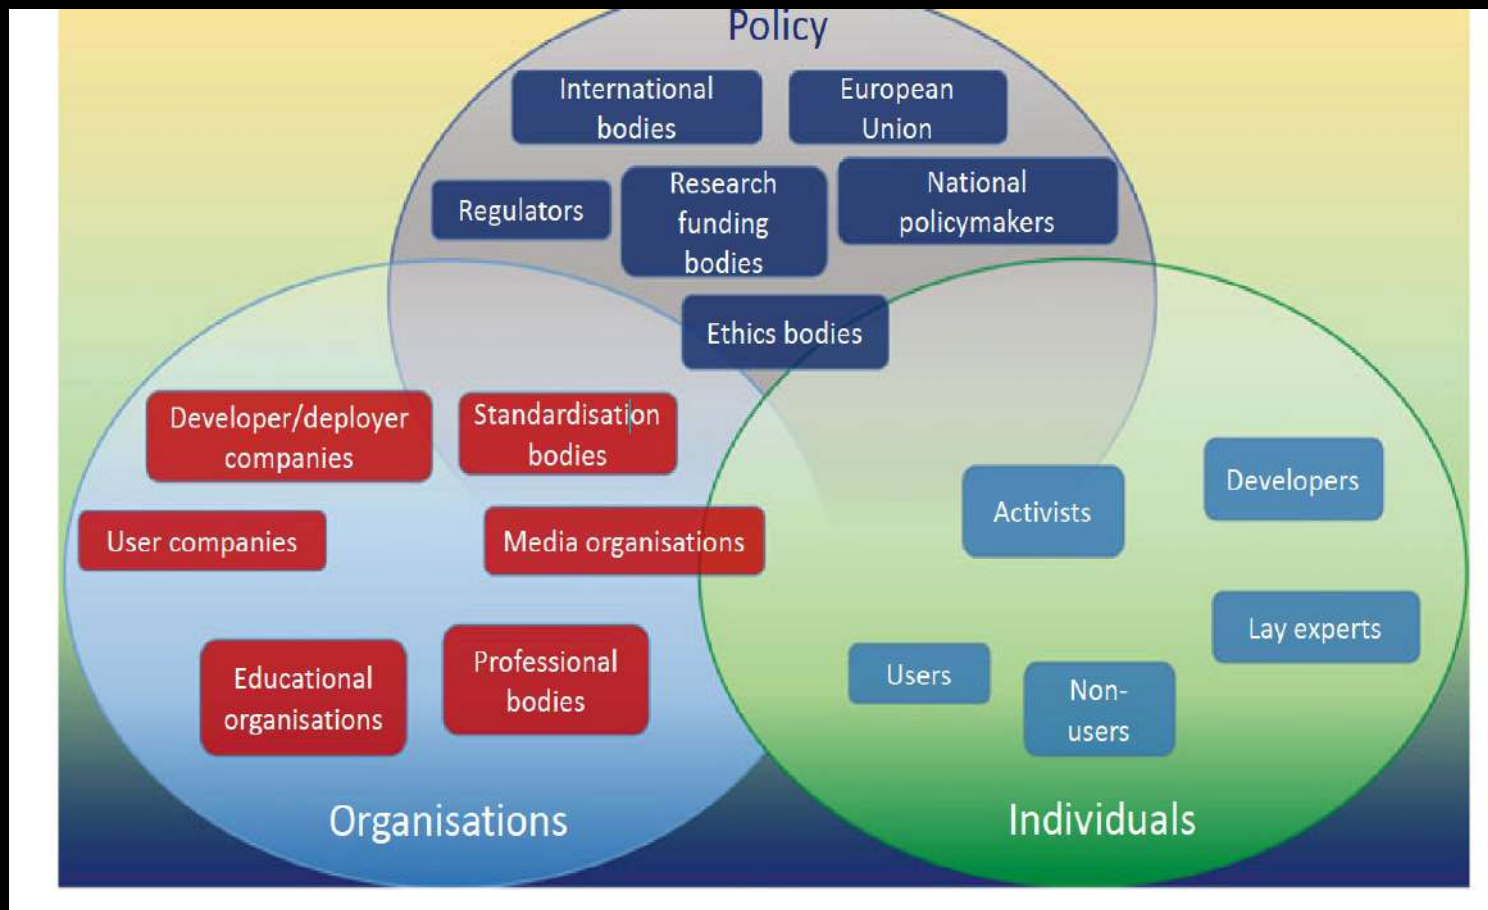 Policy
International
bodies
European
Union
Regulators
Research
funding
bodies
National
policymakers
Ethics bodies
Developer/deployer
companies
Standardisation
bodies
User companies
Media organisations
Educational
organisations
Professional
bodies
Organisations
Activists
Developers
Lay experts
Users
Non-
users
Individuals